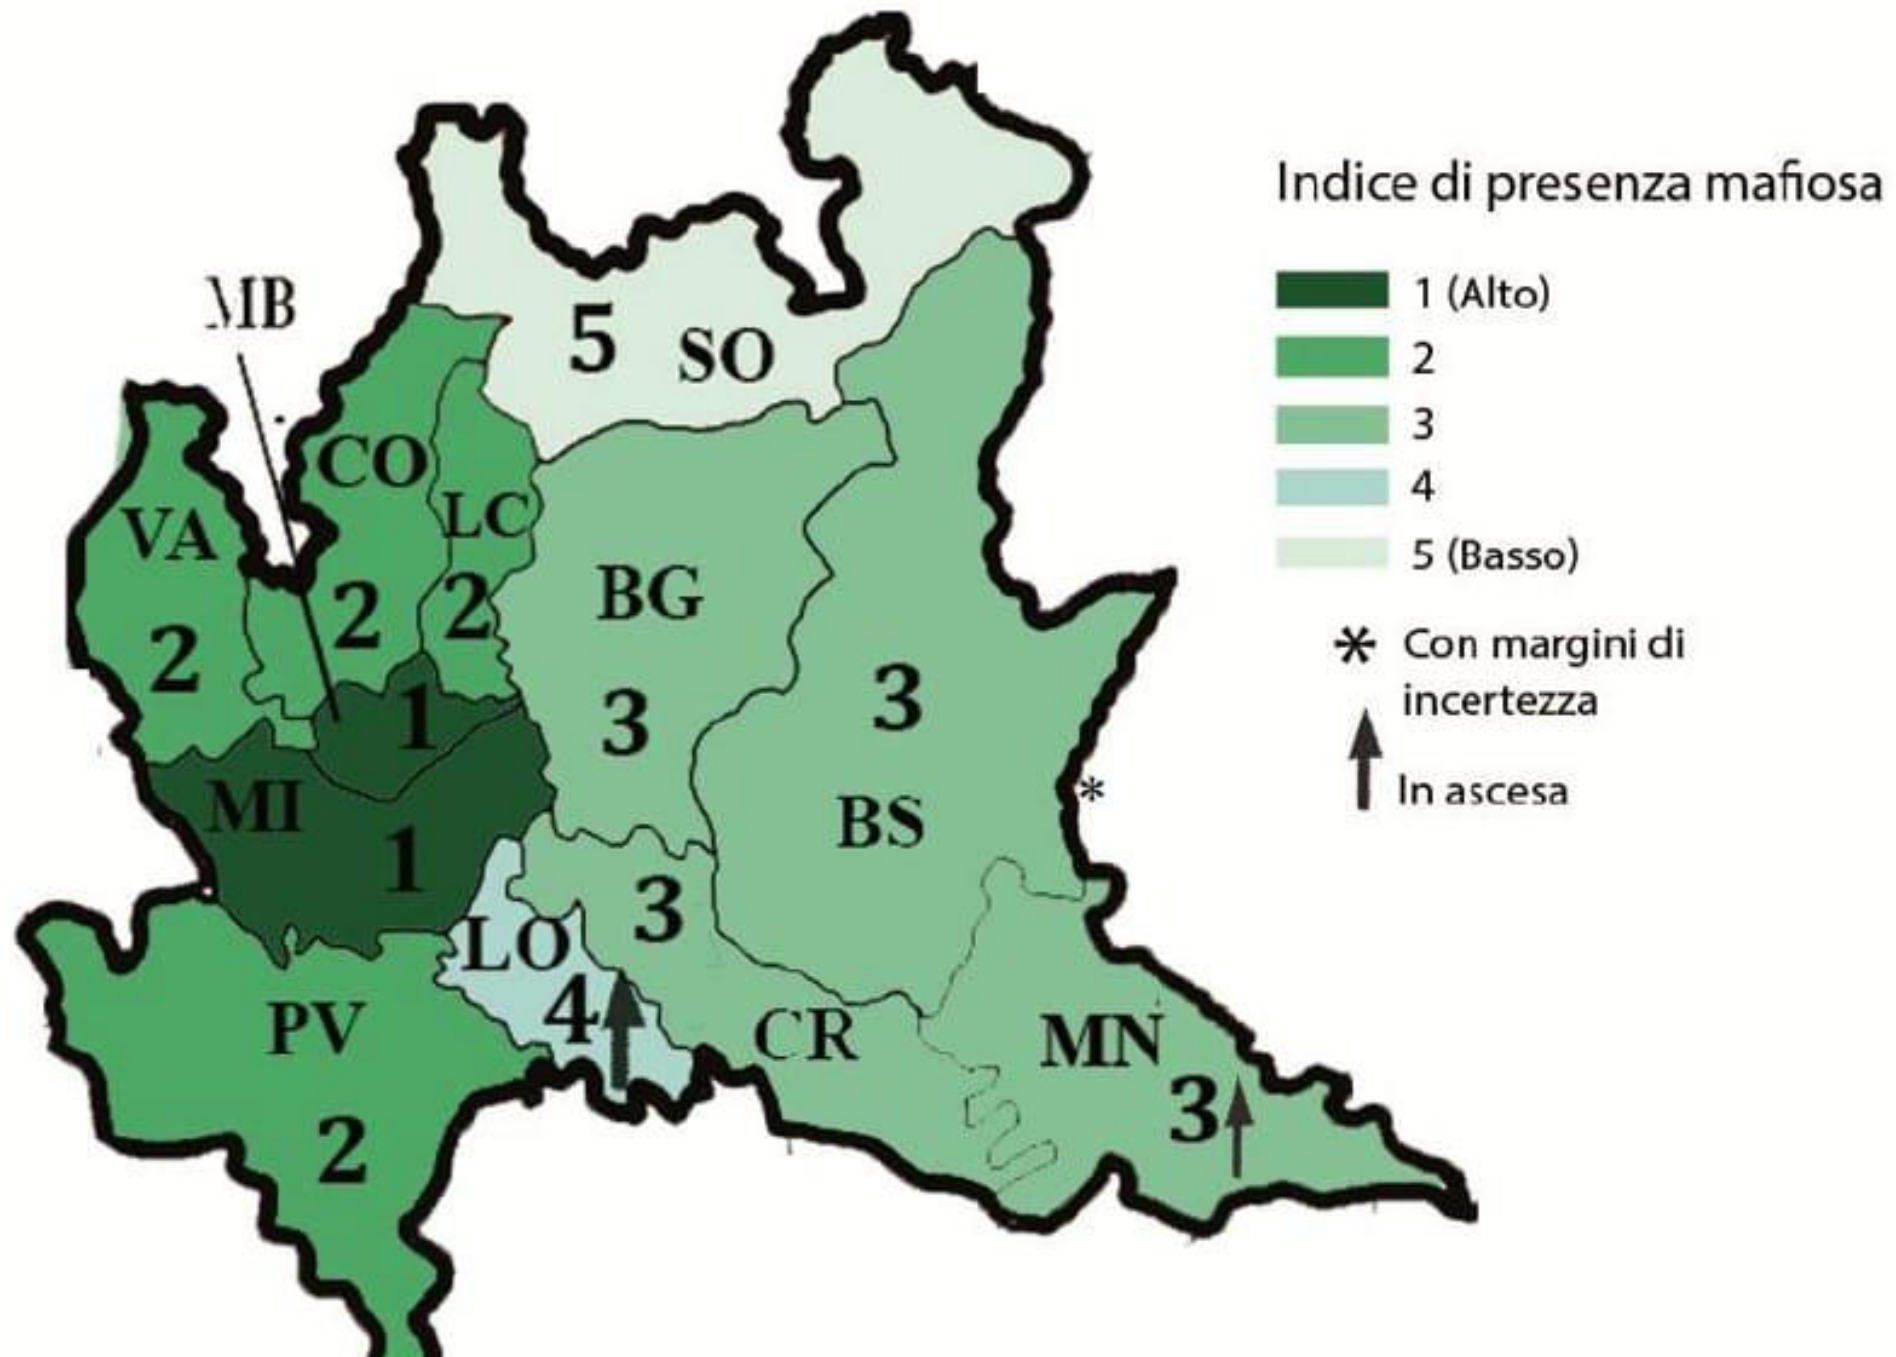 Indice di presenza mafiosa
1 (Alto)
2
3
4
5 (Basso)
* Con margini di
incertezza
In ascesa
MB
5 SO
CO
LC
VA
BG
2
2
2
3
3
1
MI
*
BS
1
3
LO
4
PV
CR
MN
3
2